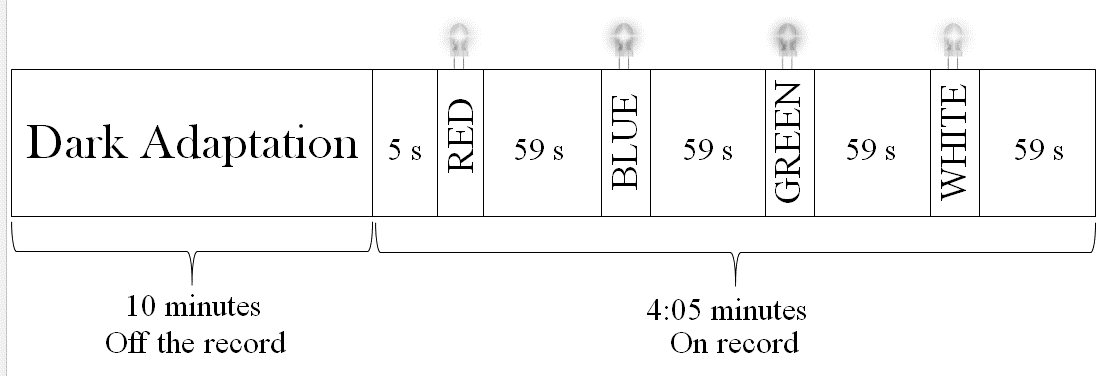 Dark Adaptation
5 s
RED
59 s
BLUE
59 s
GREEN
59 s
WHITE
59 s
10 minutes
Off the record
4:05 minutes
On record